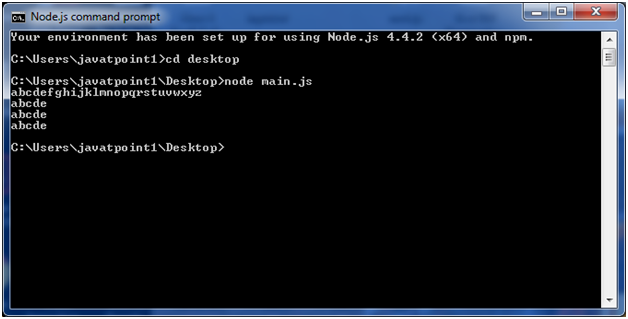 Node.js command prompt
Your environment has been set up for using Node.js 4.4.2 (x64) and npm.
C:\Users\javatpoint1>cd desktop
C:\Users\javatpoint1\Desktop>node main.js
abcdefghijklmnopqrstuvwxyz
abcde
abcde
abcde
C:\Users\javatpoint1\Desktop>